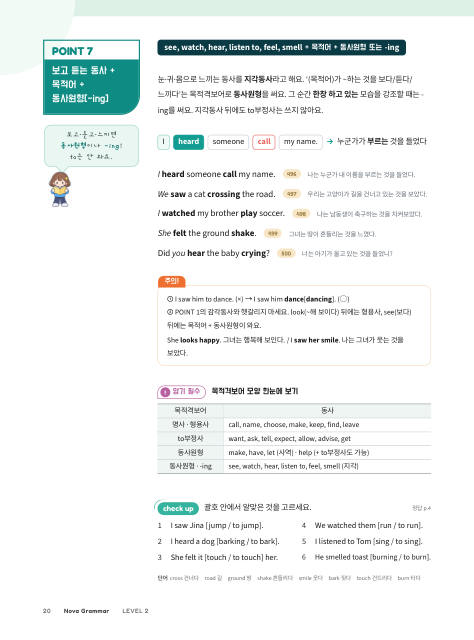 POINT 7
보고 듣는 동사 +
목적어 +
동사원형[~ing]
보고·듣고·느끼면
동사원형이나 ~ing!
to는 안 와요.
see, watch, hear, listen to, feel, smell + 목적어 + 동사원형 또는 -ing
눈·귀·몸으로 느끼는 동사를 지각동사라고 해요. '(목적어)가 ~하는 것을 보다/듣다/
느끼다'는 목적격보어로 동사원형을 써요. 그 순간 한창 하고 있는 모습을 강조할 때는 -
ing를 써요. 지각동사 뒤에도 to부정사는 쓰지 않아요.
I heard someone call my name. → 누군가가 부르는 것을 들었다
I heard someone call my name. 496 나는 누군가 내 이름을 부르는 것을 들었다.
We saw a cat crossing the road. 497 우리는 고양이가 길을 건너고 있는 것을 보았다.
I watched my brother play soccer. 498 나는 남동생이 축구하는 것을 지켜보았다.
She felt the ground shake. 499 그녀는 땅이 흔들리는 것을 느꼈다.
Did you hear the baby crying? 500 너는 아기가 울고 있는 것을 들었니?
주의!
① I saw him to dance. (×) → I saw him dance[dancing]. (○)
② POINT 1의 감각동사와 헷갈리지 마세요. look(~해 보이다) 뒤에는 형용사, see(보다)
뒤에는 목적어 + 동사원형이 와요.
She looks happy. 그녀는 행복해 보인다. / I saw her smile. 나는 그녀가 웃는 것을
보았다.
! 암기 필수 목적격보어 모양 한눈에 보기
목적격보어 동사
명사·형용사 call, name, choose, make, keep, find, leave
to부정사 want, ask, tell, expect, allow, advise, get
동사원형 make, have, let (사역)·help (+ to부정사도 가능)
동사원형·-ing see, watch, hear, listen to, feel, smell (지각)
check up 괄호 안에서 알맞은 것을 고르세요. 정답 p.4
1 I saw Jina [jump / to jump].
2 I heard a dog [barking / to bark].
3 She felt it [touch / to touch] her.
4 We watched them [run / to run].
5 I listened to Tom [sing / to sing].
6 He smelled toast [burning / to burn].
단어 cross 건너다 road 길 ground 땅 shake 흔들리다 smile 웃다 bark 짖다 touch 건드리다 burn 타다
20 Nova Grammar LEVEL 2